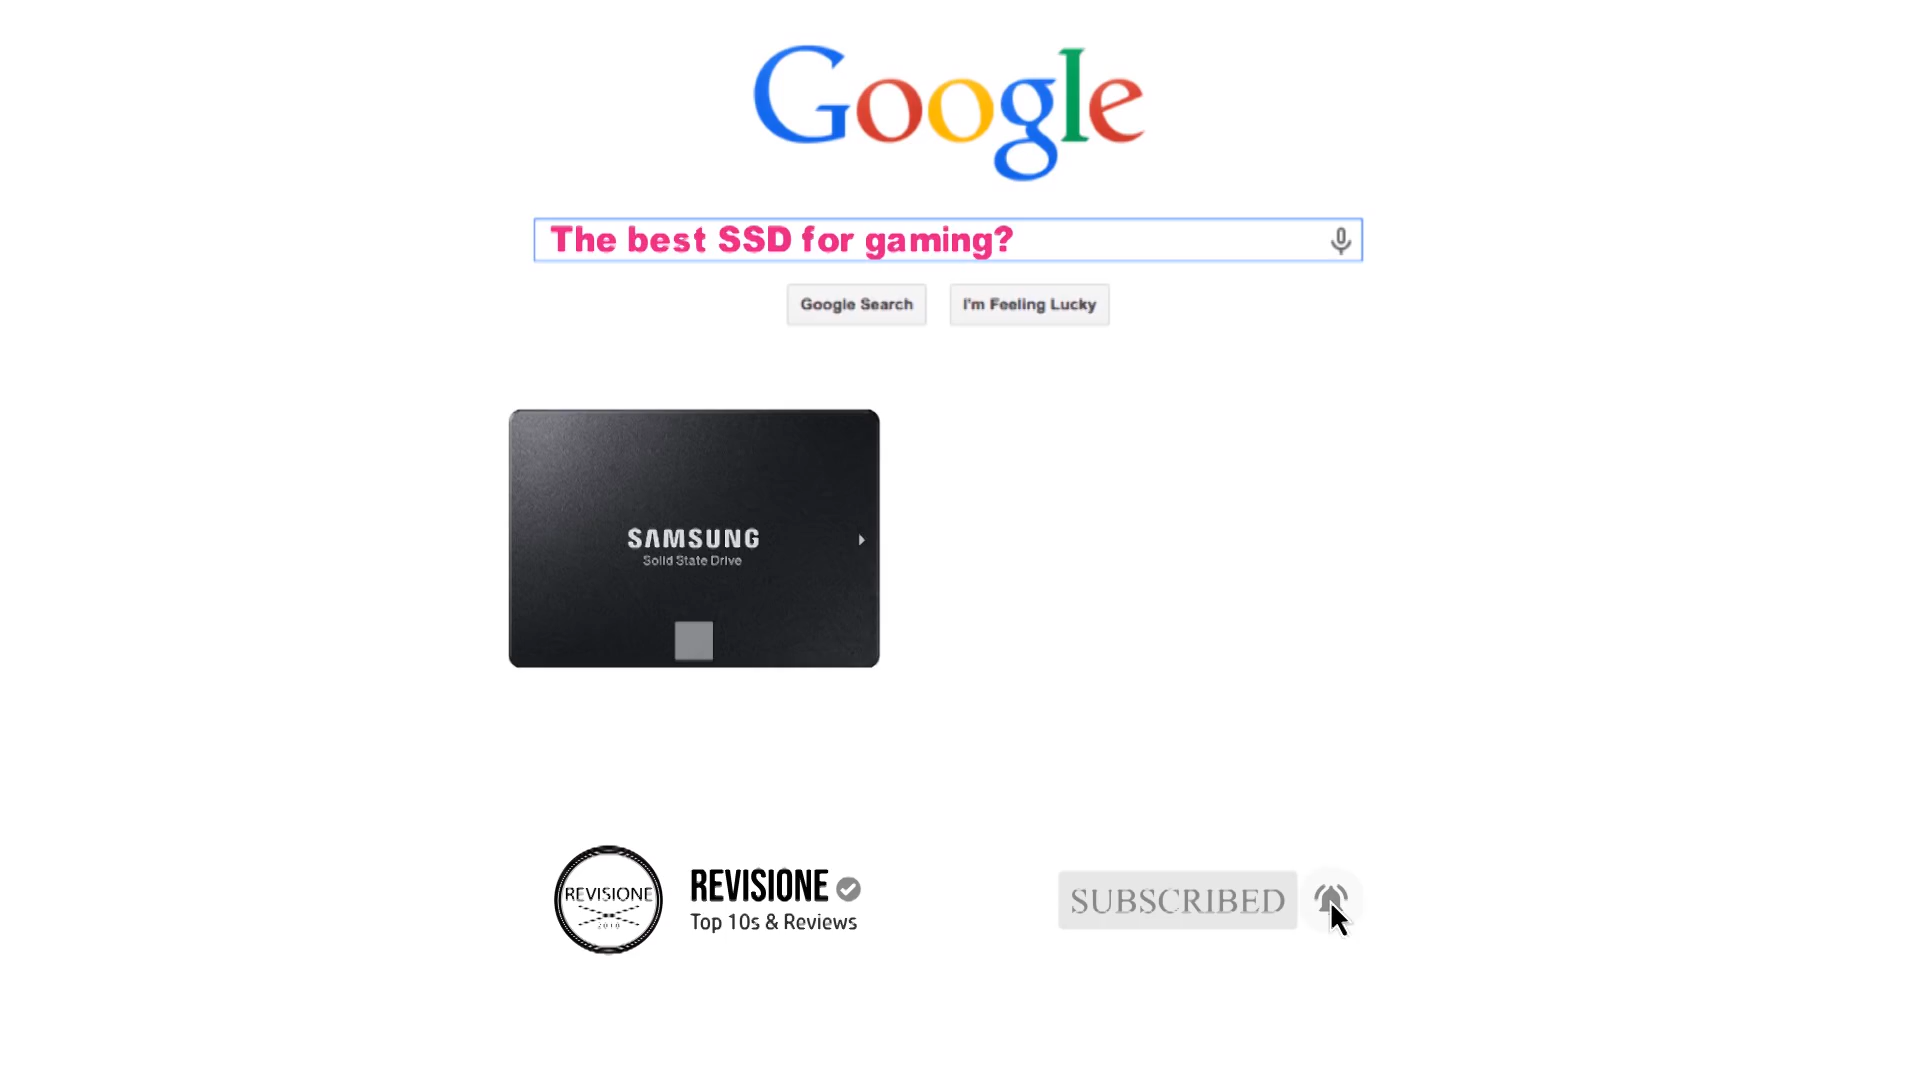 Google
The best SSD for gaming?
Google Search
I'm Feeling Lucky
SAMSUNG
Solid State Drive
REVISIONE
2018
REVISIONE
Top 10s & Reviews
SUBSCRIBED